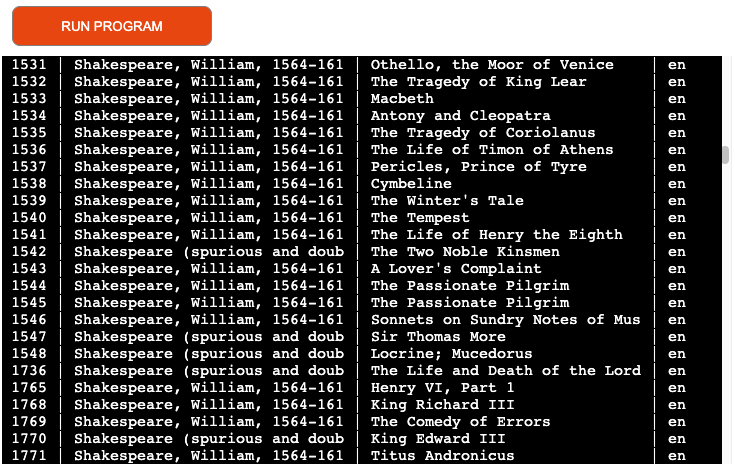 RUN PROGRAM
1531 | Shakespeare, William, 1564-161 | Othello, the Moor of Venice | en
1532 | Shakespeare, William, 1564-161 | The Tragedy of King Lear | en
1533 | Shakespeare, William, 1564-161 | Macbeth | en
1534 | Shakespeare, William, 1564-161 | Antony and Cleopatra | en
1535 | Shakespeare, William, 1564-161 | The Tragedy of Coriolanus | en
1536 | Shakespeare, William, 1564-161 | The Life of Timon of Athens | en
1537 | Shakespeare, William, 1564-161 | Pericles, Prince of Tyre | en
1538 | Shakespeare, William, 1564-161 | Cymbeline | en
1539 | Shakespeare, William, 1564-161 | The Winter's Tale | en
1540 | Shakespeare, William, 1564-161 | The Tempest | en
1541 | Shakespeare, William, 1564-161 | The Life of Henry the Eighth | en
1542 | Shakespeare (spurious and doub | The Two Noble Kinsmen | en
1543 | Shakespeare, William, 1564-161 | A Lover's Complaint | en
1544 | Shakespeare, William, 1564-161 | The Passionate Pilgrim | en
1545 | Shakespeare, William, 1564-161 | The Passionate Pilgrim | en
1546 | Shakespeare, William, 1564-161 | Sonnets on Sundry Notes of Mus | en
1547 | Shakespeare (spurious and doub | Sir Thomas More | en
1548 | Shakespeare (spurious and doub | Locrine; Mucedorus | en
1736 | Shakespeare (spurious and doub | The Life and Death of the Lord | en
1765 | Shakespeare, William, 1564-161 | Henry VI, Part 1 | en
1768 | Shakespeare, William, 1564-161 | King Richard III | en
1769 | Shakespeare, William, 1564-161 | The Comedy of Errors | en
1770 | Shakespeare (spurious and doub | King Edward III | en
1771 | Shakespeare, William, 1564-161 | Titus Andronicus | en